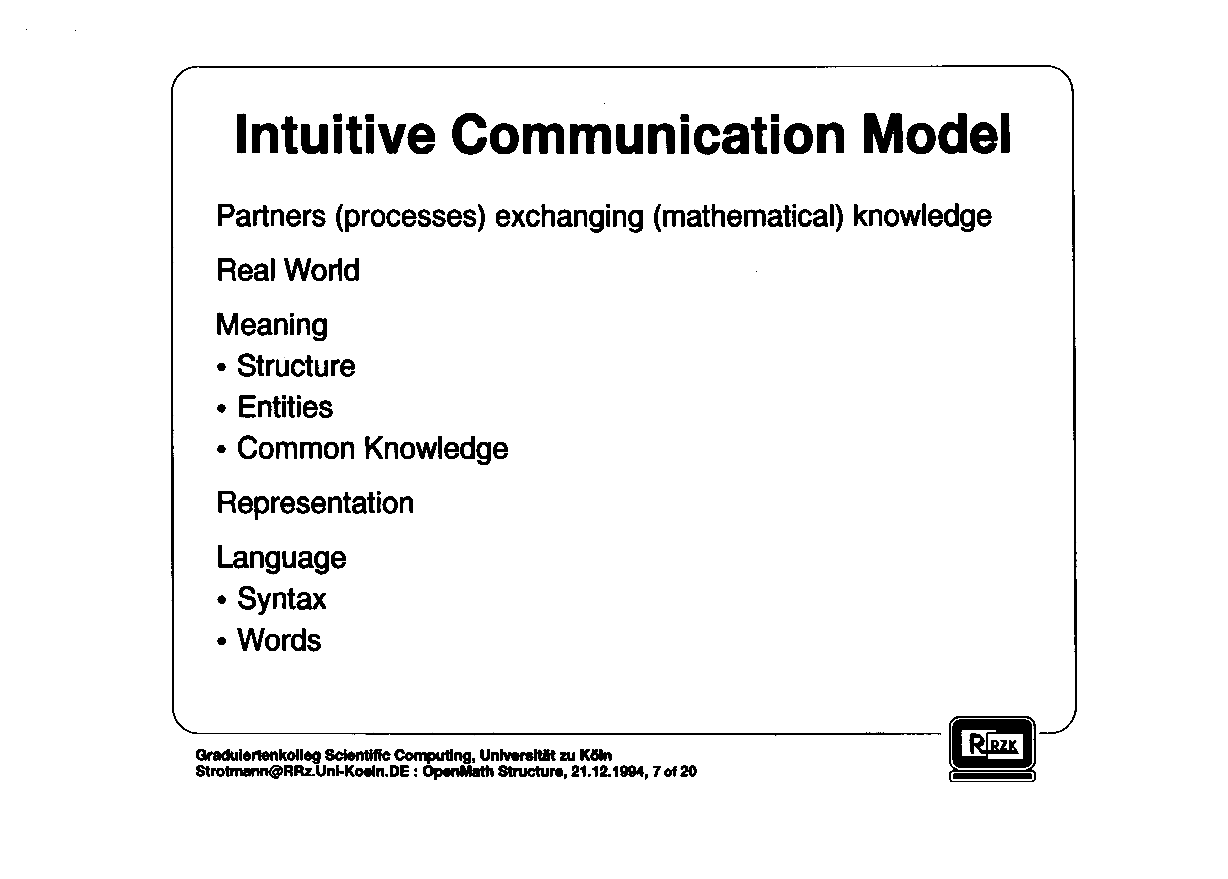 Intuitive Communication Model
Partners (processes) exchanging (mathematical) knowledge
Real World
Meaning
• Structure
• Entities
• Common Knowledge
Representation
Language
• Syntax
• Words
Graduiertenkolleg Scientific Computing, Universität zu Köln
Strotmann@RRz.Uni-Koeln.DE : OpenMath Structure, 21.12.1994, 7 of 20
R RZK